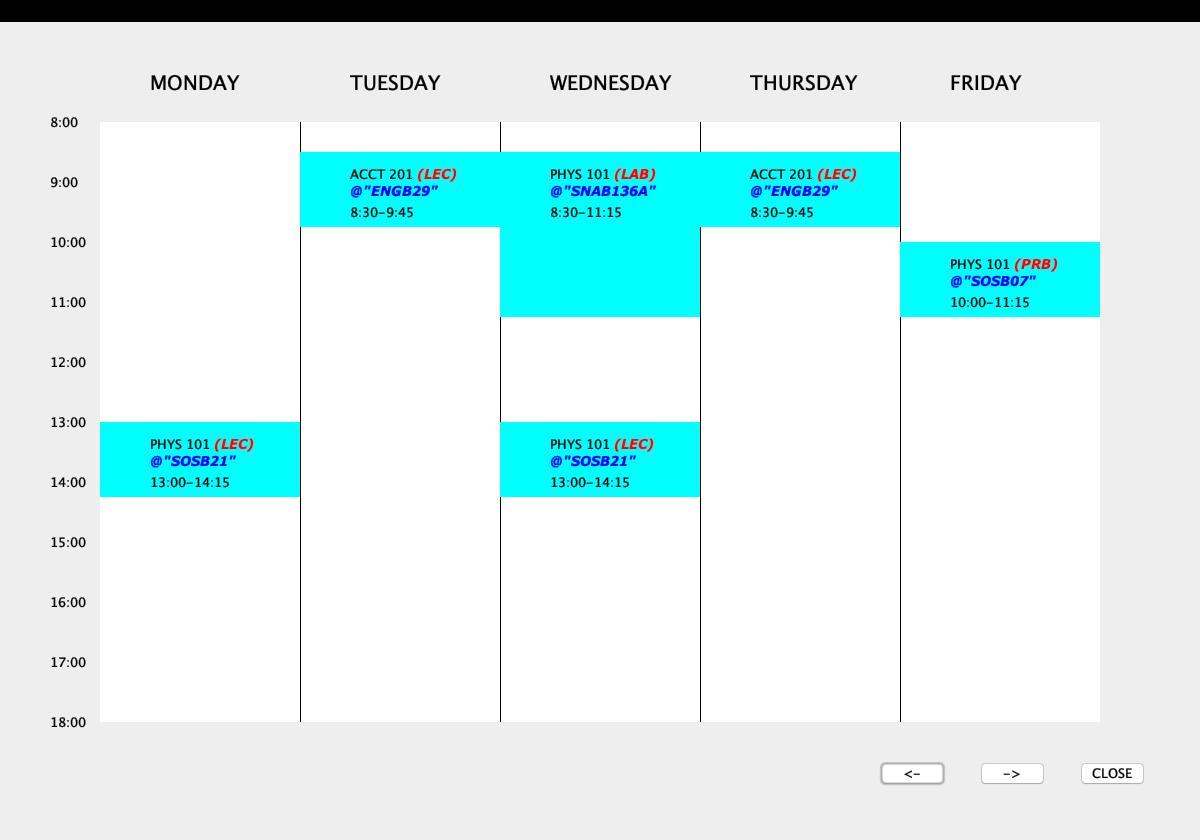 MONDAY TUESDAY WEDNESDAY THURSDAY FRIDAY
8:00
ACCT 201 (LEC)
@"ENGB29"
8:30-9:45
PHYS 101 (LAB)
@"SNAB136A"
8:30-11:15
ACCT 201 (LEC)
@"ENGB29"
8:30-9:45
9:00
10:00
PHYS 101 (PRB)
@"SOSB07"
10:00-11:15
11:00
12:00
13:00
PHYS 101 (LEC)
@"SOSB21"
13:00-14:15
PHYS 101 (LEC)
@"SOSB21"
13:00-14:15
14:00
15:00
16:00
17:00
18:00
<- -> CLOSE